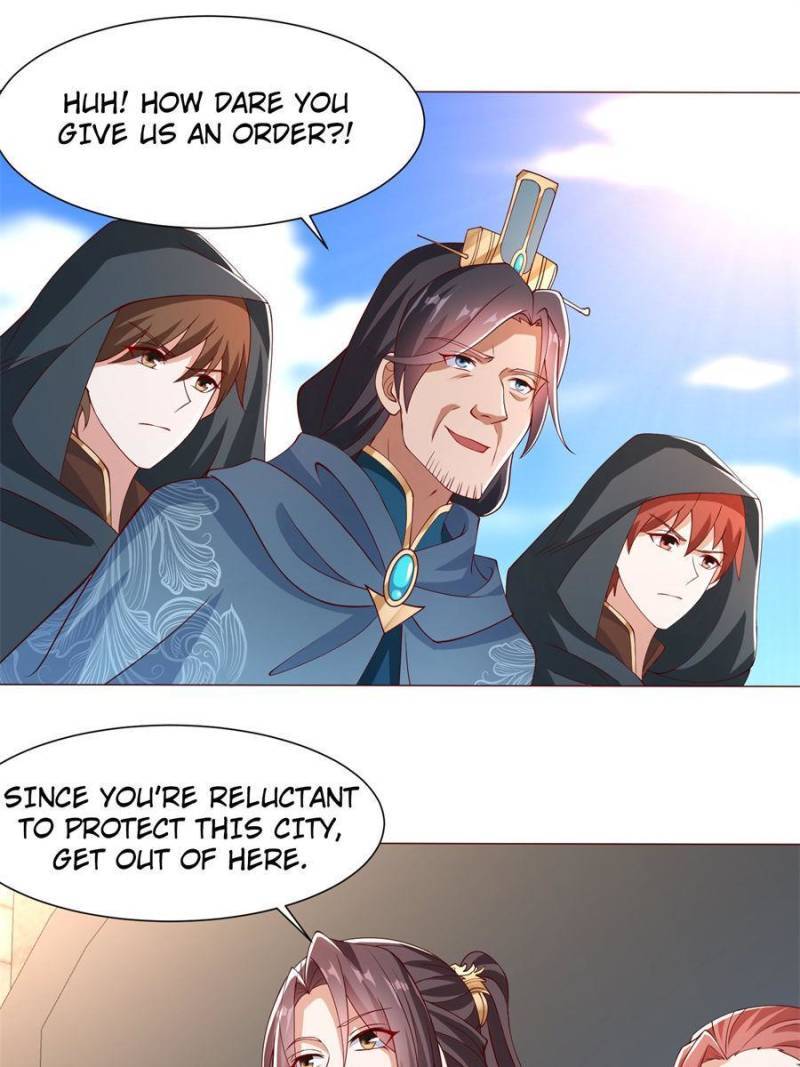 HUH! HOW DARE YOU
GIVE US AN ORDER?!
SINCE YOU'RE RELUCTANT
TO PROTECT THIS CITY,
GET OUT OF HERE.